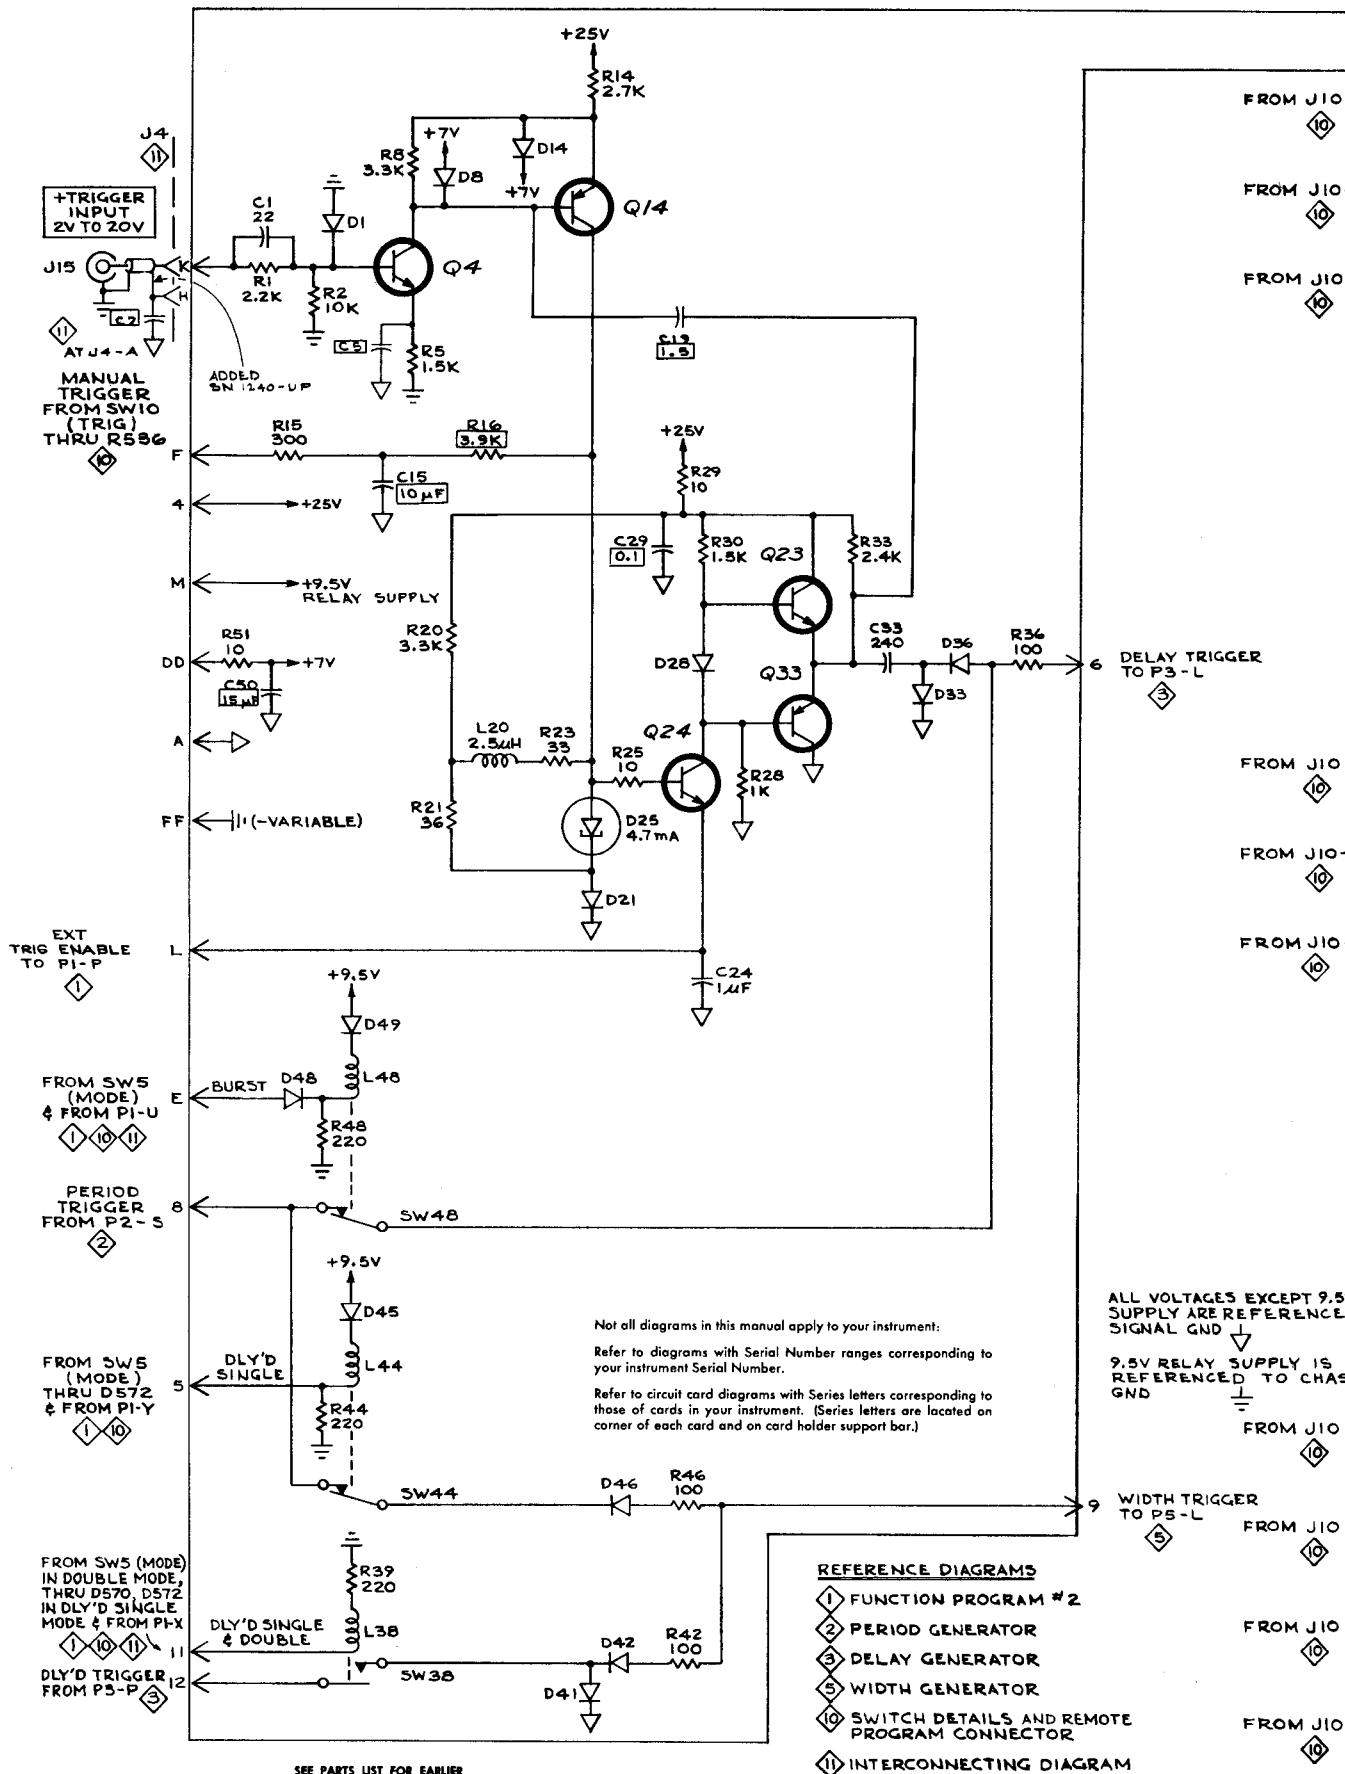 +25V
R14
2.7K
FROM J10
10
J4
11
R8
3.3K
+7V
D8
D14
+7V
Q14
FROM J10-
10
+TRIGGER
INPUT
2V TO 20V
C1
22
D1
J15
K
R1
2.2K
R2
10K
Q4
FROM J10
10
H
C2
11
AT J4-A
ADDED
SN 1240-UP
C5
R5
1.5K
C19
1.5
MANUAL
TRIGGER
FROM SW10
(TRIG)
THRU R586
10
F
R15
300
R16
3.9K
C15
10µF
+25V
R29
10
4
+25V
C29
0.1
R30
1.5K
Q23
R33
2.4K
M
+9.5V
RELAY SUPPLY
R20
3.3K
DD
R51
10
+7V
C50
15µF
D28
Q33
C33
240
D36
R36
100
D33
6
DELAY TRIGGER
TO P3-L
3
A
L20
2.5µH
R23
33
R25
10
Q24
R28
1K
FROM J10
10
FF
(-VARIABLE)
R21
36
D25
4.7mA
D21
FROM J10-
10
EXT
TRIG ENABLE
TO P1-P
1
L
C24
1µF
FROM J10
10
+9.5V
D49
L48
FROM SW5
(MODE)
& FROM P1-U
1 10 11
E
BURST
D48
R48
220
PERIOD
TRIGGER
FROM P2-S
2
8
SW48
+9.5V
D45
L44
FROM SW5
(MODE)
THRU D572
& FROM P1-Y
1 10
5
DLY'D
SINGLE
R44
220
SW44
Not all diagrams in this manual apply to your instrument:
Refer to diagrams with Serial Number ranges corresponding to
your instrument Serial Number.
Refer to circuit card diagrams with Series letters corresponding to
those of cards in your instrument. (Series letters are located on
corner of each card and on card holder support bar.)
ALL VOLTAGES EXCEPT 9.5
SUPPLY ARE REFERENCE
SIGNAL GND
9.5V RELAY SUPPLY IS
REFERENCED TO CHAS
GND
FROM J10
10
D46
R46
100
9
WIDTH TRIGGER
TO P5-L
5
FROM J10
10
FROM SW5 (MODE)
IN DOUBLE MODE,
THRU D570, D572
IN DLY'D SINGLE
MODE & FROM P1-X
1 10 11
11
DLY'D SINGLE
& DOUBLE
R39
220
L38
DLY'D TRIGGER
FROM P3-P
3
12
SW38
D42
R42
100
D41
REFERENCE DIAGRAMS
1 FUNCTION PROGRAM #2
2 PERIOD GENERATOR
3 DELAY GENERATOR
5 WIDTH GENERATOR
10 SWITCH DETAILS AND REMOTE
PROGRAM CONNECTOR
11 INTERCONNECTING DIAGRAM
FROM J10
10
FROM J10
10
SEE PARTS LIST FOR EARLIER